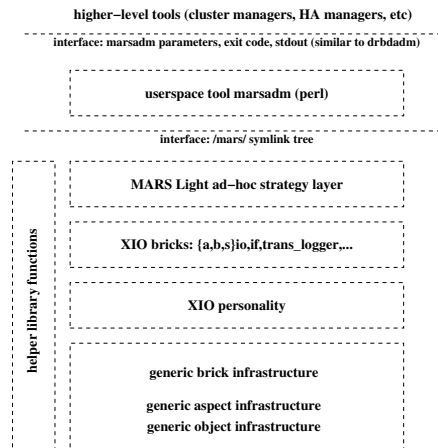 higher−level tools (cluster managers, HA managers, etc)
interface: marsadm parameters, exit code, stdout (similar to drbdadm)
userspace tool marsadm (perl)
interface: /mars/ symlink tree
helper library functions
MARS Light ad−hoc strategy layer
XIO bricks: {a,b,s}io,if,trans_logger,...
XIO personality
generic brick infrastructure
generic aspect infrastructure
generic object infrastructure